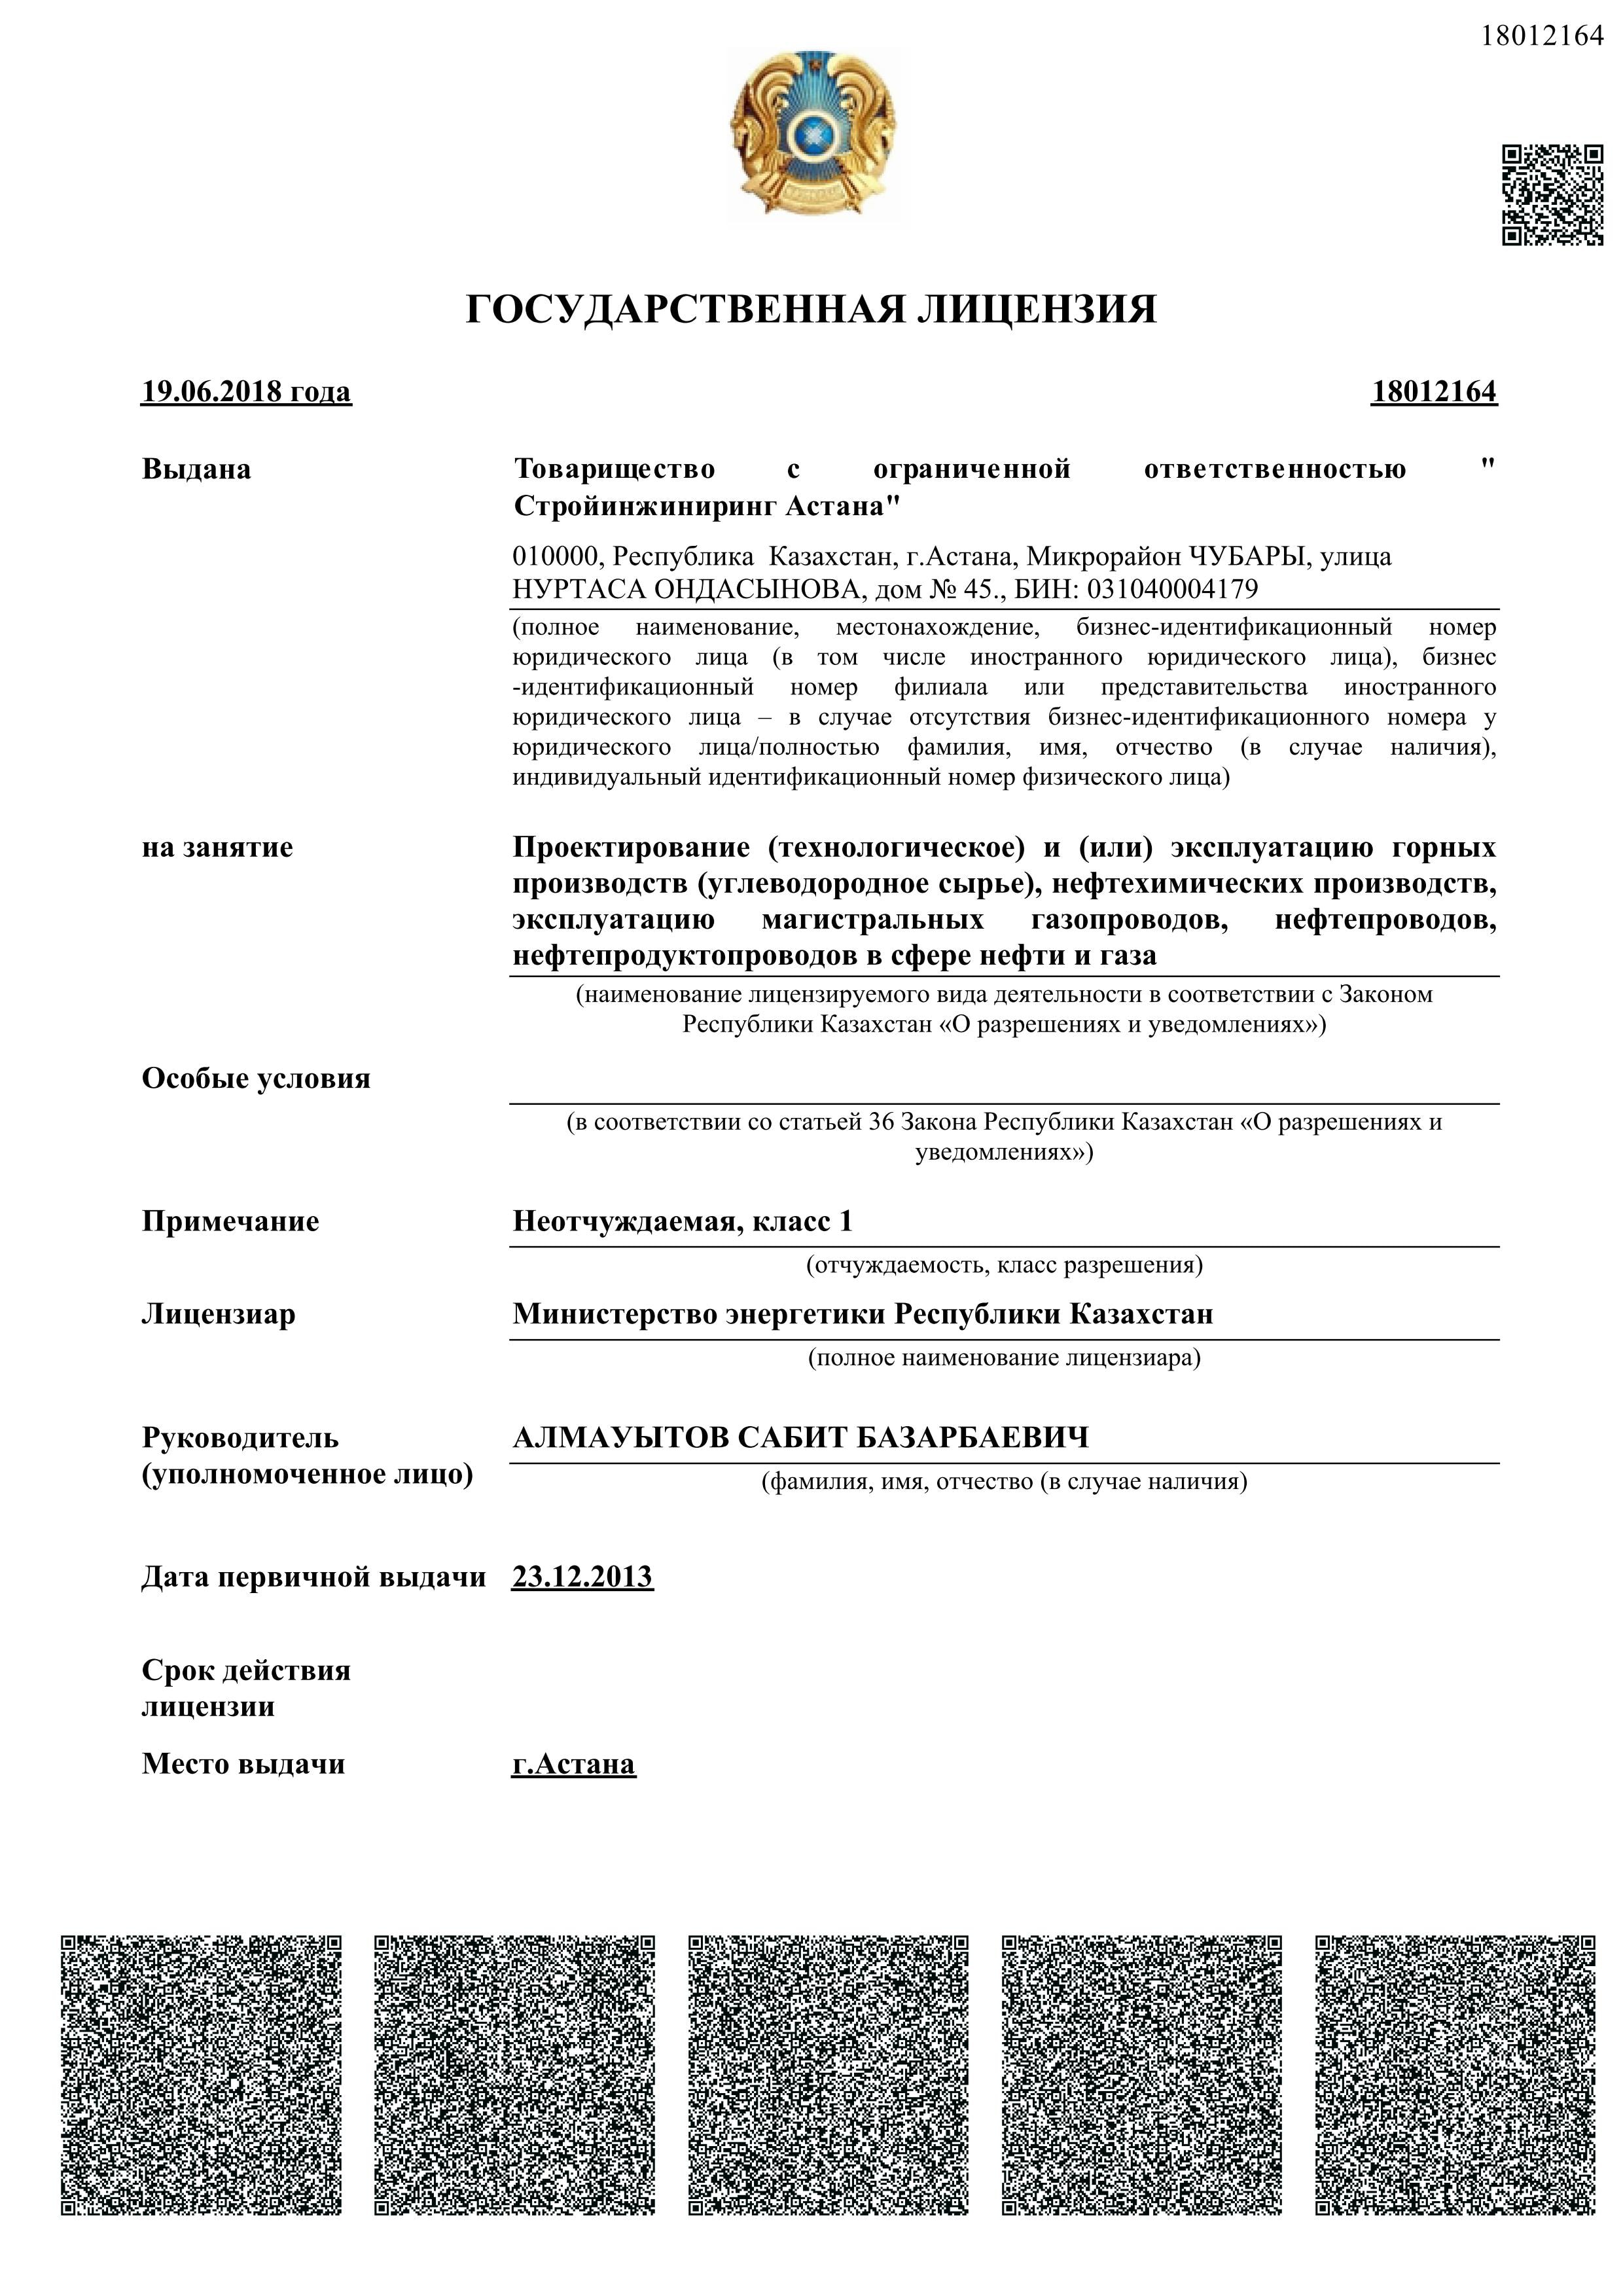 18012164
ГОСУДАРСТВЕННАЯ ЛИЦЕНЗИЯ
19.06.2018 года 18012164
Выдана Товарищество с ограниченной ответственностью "
Стройинжиниринг Астана"
010000, Республика Казахстан, г.Астана, Микрорайон ЧУБАРЫ, улица
НУРТАСА ОНДАСЫНОВА, дом № 45., БИН: 031040004179
(полное наименование, местонахождение, бизнес-идентификационный номер
юридического лица (в том числе иностранного юридического лица), бизнес
-идентификационный номер филиала или представительства иностранного
юридического лица – в случае отсутствия бизнес-идентификационного номера у
юридического лица/полностью фамилия, имя, отчество (в случае наличия),
индивидуальный идентификационный номер физического лица)
на занятие Проектирование (технологическое) и (или) эксплуатацию горных
производств (углеводородное сырье), нефтехимических производств,
эксплуатацию магистральных газопроводов, нефтепроводов,
нефтепродуктопроводов в сфере нефти и газа
(наименование лицензируемого вида деятельности в соответствии с Законом
Республики Казахстан «О разрешениях и уведомлениях»)
Особые условия
(в соответствии со статьей 36 Закона Республики Казахстан «О разрешениях и
уведомлениях»)
Примечание Неотчуждаемая, класс 1
(отчуждаемость, класс разрешения)
Лицензиар Министерство энергетики Республики Казахстан
(полное наименование лицензиара)
Руководитель АЛМАУЫТОВ САБИТ БАЗАРБАЕВИЧ
(уполномоченное лицо) (фамилия, имя, отчество (в случае наличия)
Дата первичной выдачи 23.12.2013
Срок действия
лицензии
Место выдачи г.Астана